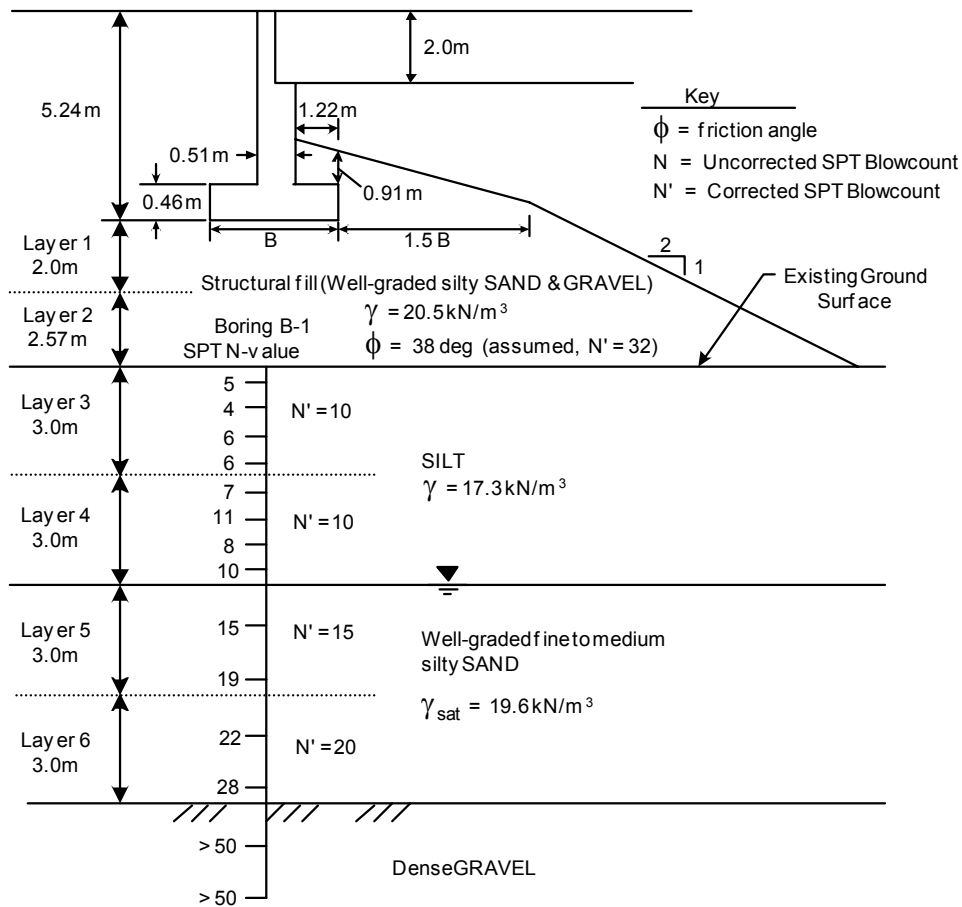 2.0m
5.24 m
1.22m
0.51 m
0.46 m
0.91 m
B
1.5 B
Key
ϕ = friction angle
N = Uncorrected SPT Blowcount
N' = Corrected SPT Blowcount
2
1
Layer 1
2.0m
Structural fill (Well-graded silty SAND & GRAVEL)
γ = 20.5 kN/m³
ϕ = 38 deg (assumed, N' = 32)
Existing Ground
Surface
Layer 2
2.57 m
Boring B-1
SPT N-value
Layer 3
3.0m
5
4
6
6
N' = 10
SILT
γ = 17.3 kN/m³
Layer 4
3.0m
7
11
8
10
N' = 10
Layer 5
3.0m
15
19
N' = 15
Well-graded fine to medium
silty SAND
γsat = 19.6 kN/m³
Layer 6
3.0m
22
28
N' = 20
> 50
> 50
Dense GRAVEL